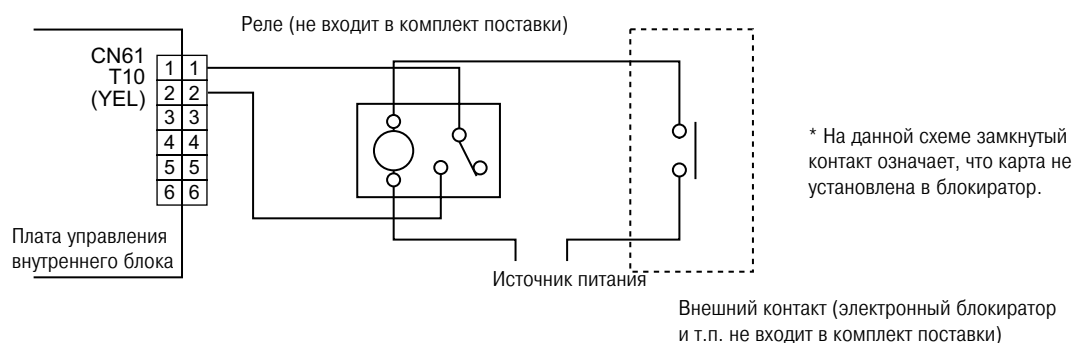 Реле (не входит в комплект поставки)
CN61
T10
(YEL)
1 1
2 2
3 3
4 4
5 5
6 6
* На данной схеме замкнутый
контакт означает, что карта не
установлена в блокиратор.
Плата управления
внутреннего блока
Источник питания
Внешний контакт (электронный блокиратор
и т.п. не входит в комплект поставки)